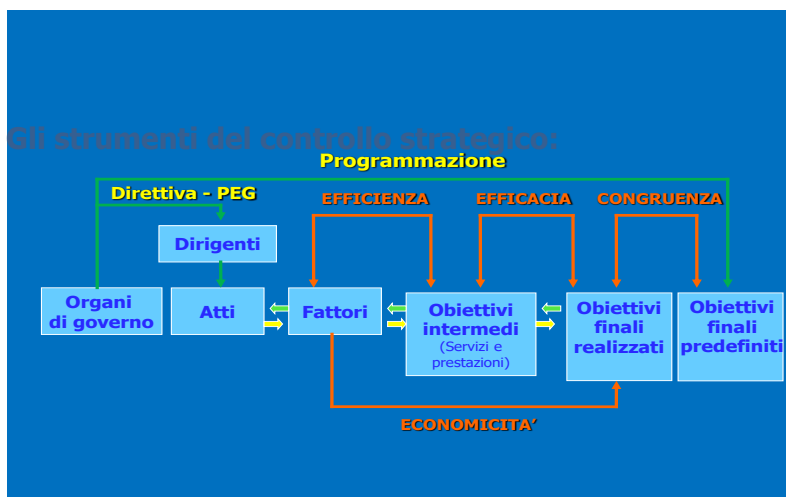 Gli strumenti del controllo strategico:
Programmazione
Direttiva - PEG
EFFICIENZA
EFFICACIA
CONGRUENZA
Dirigenti
Organi
di governo
Atti
Fattori
Obiettivi
intermedi
(Servizi e
prestazioni)
Obiettivi
finali
realizzati
Obiettivi
finali
predefiniti
ECONOMICITA’